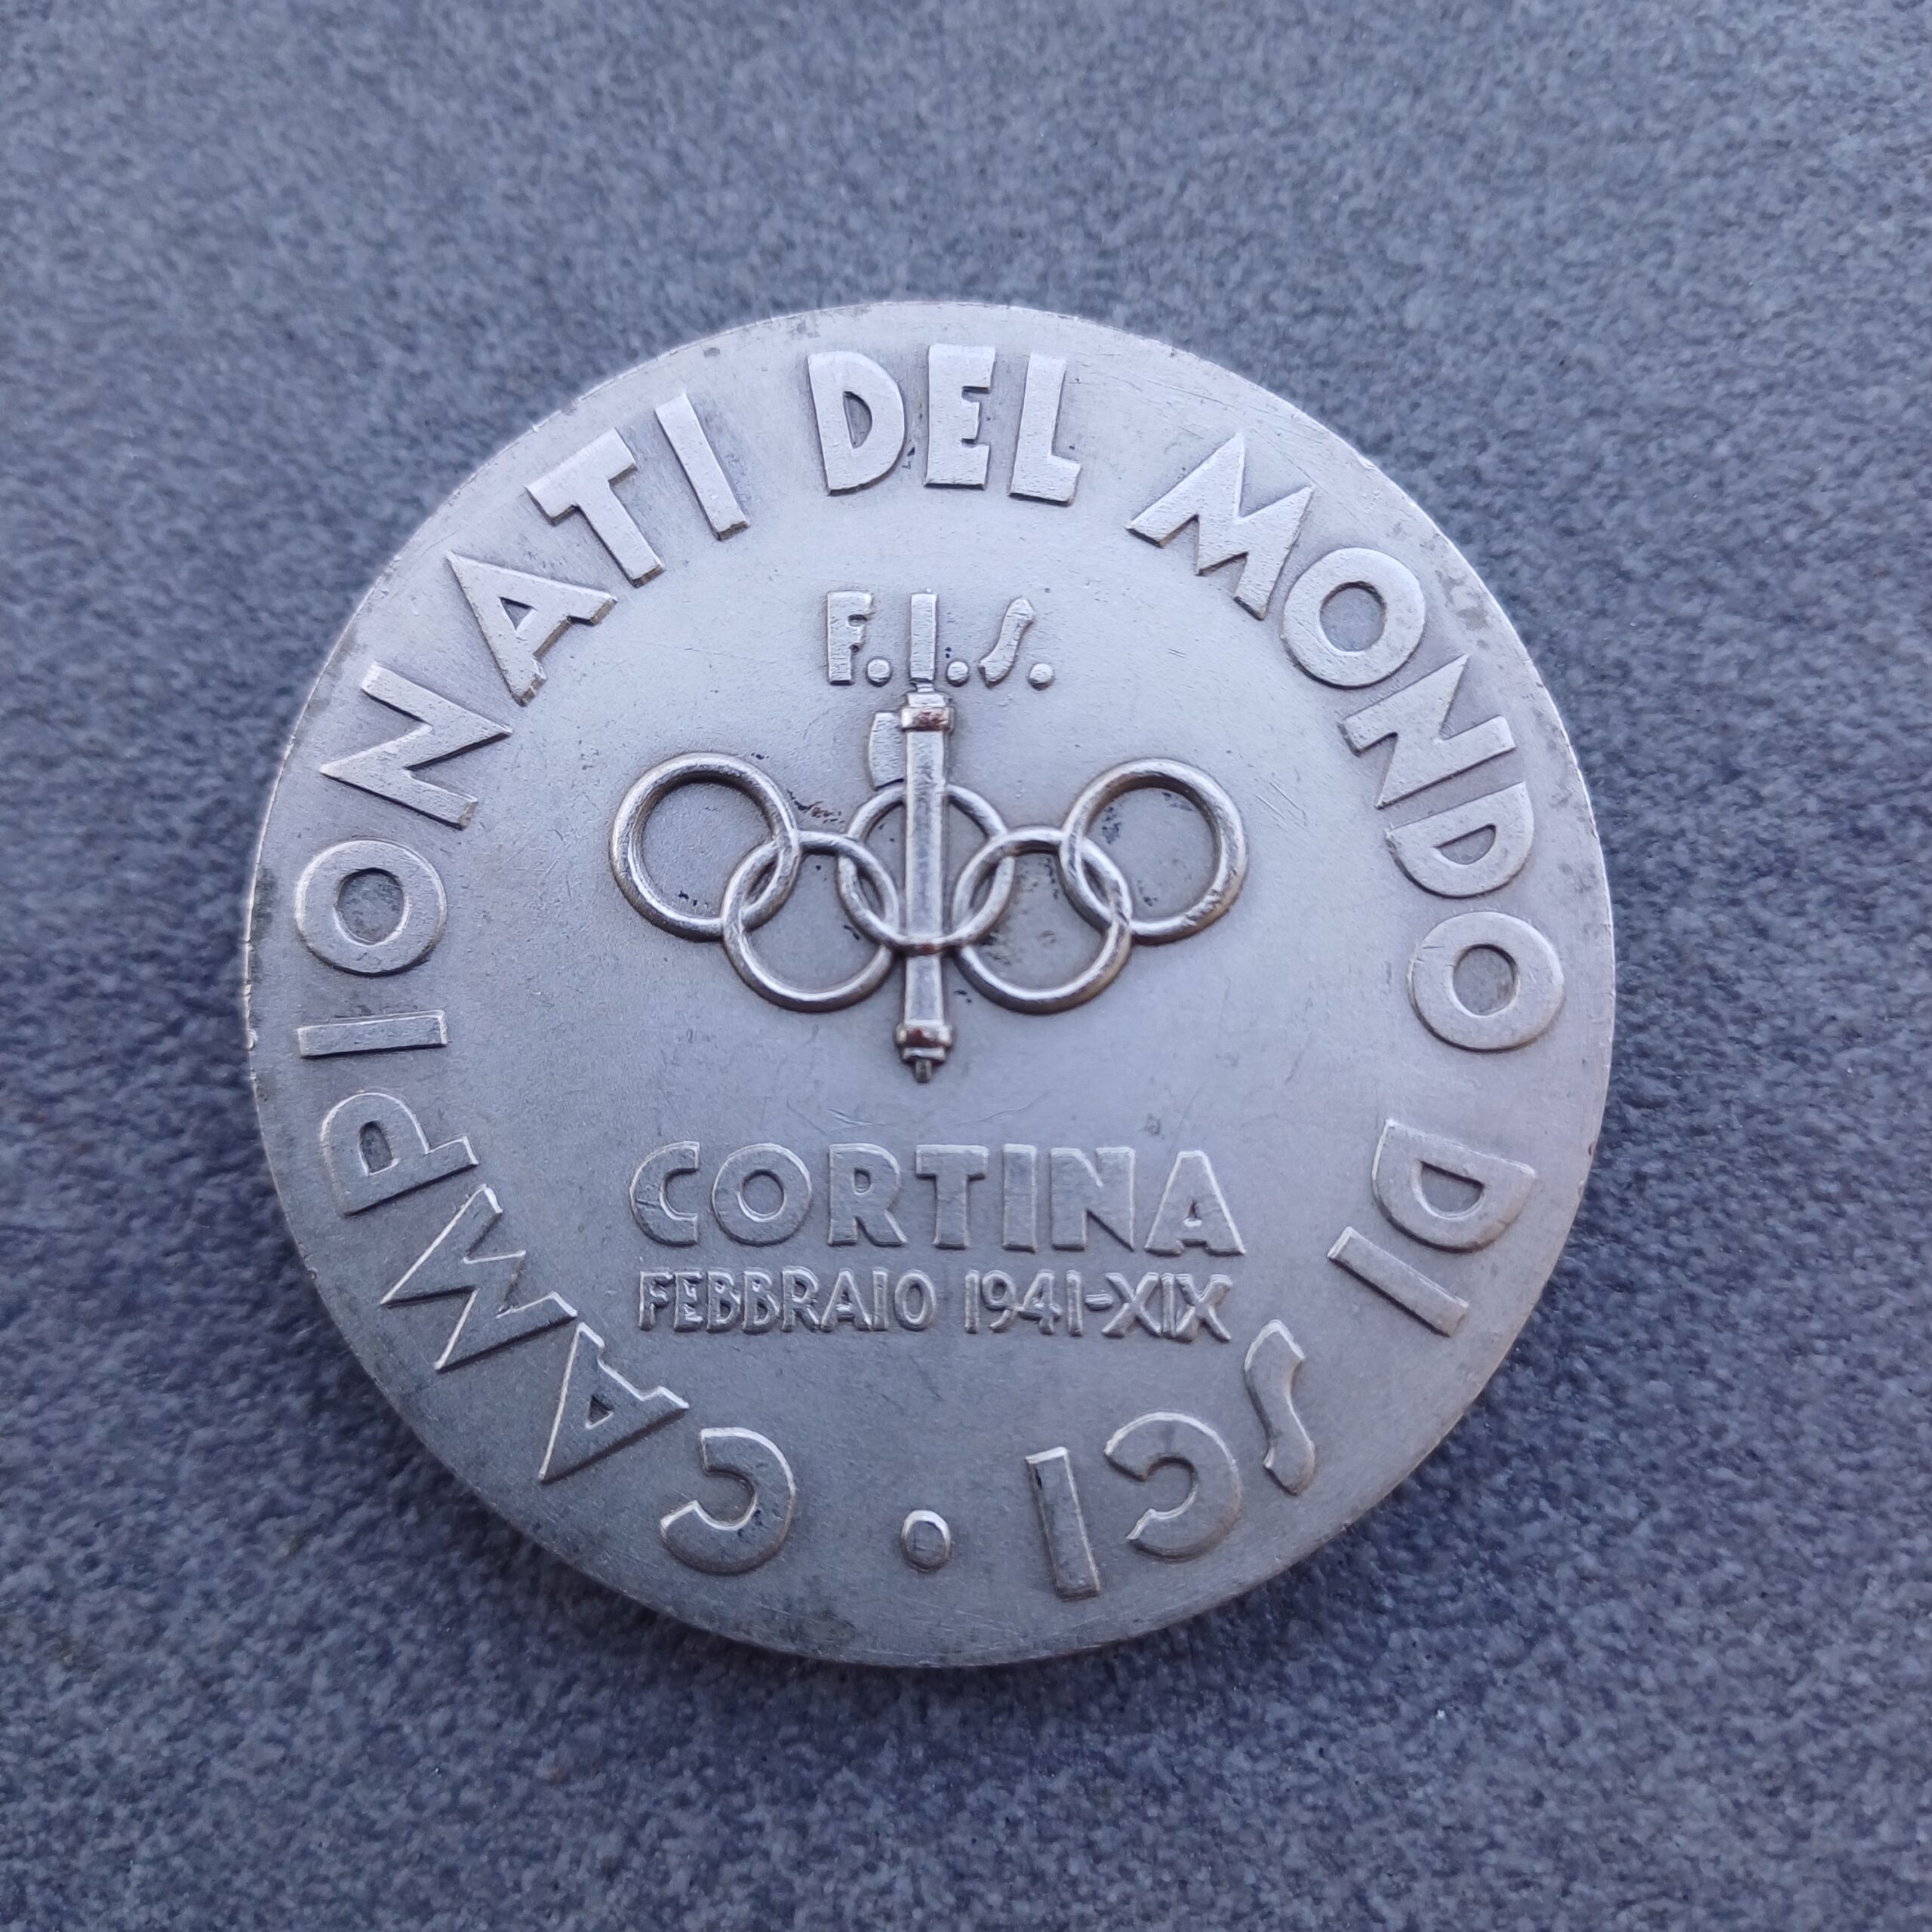 CAMPIONATI DEL MONDO DI SCI
F.I.S.
CORTINA
FEBBRAIO 1941-XIX